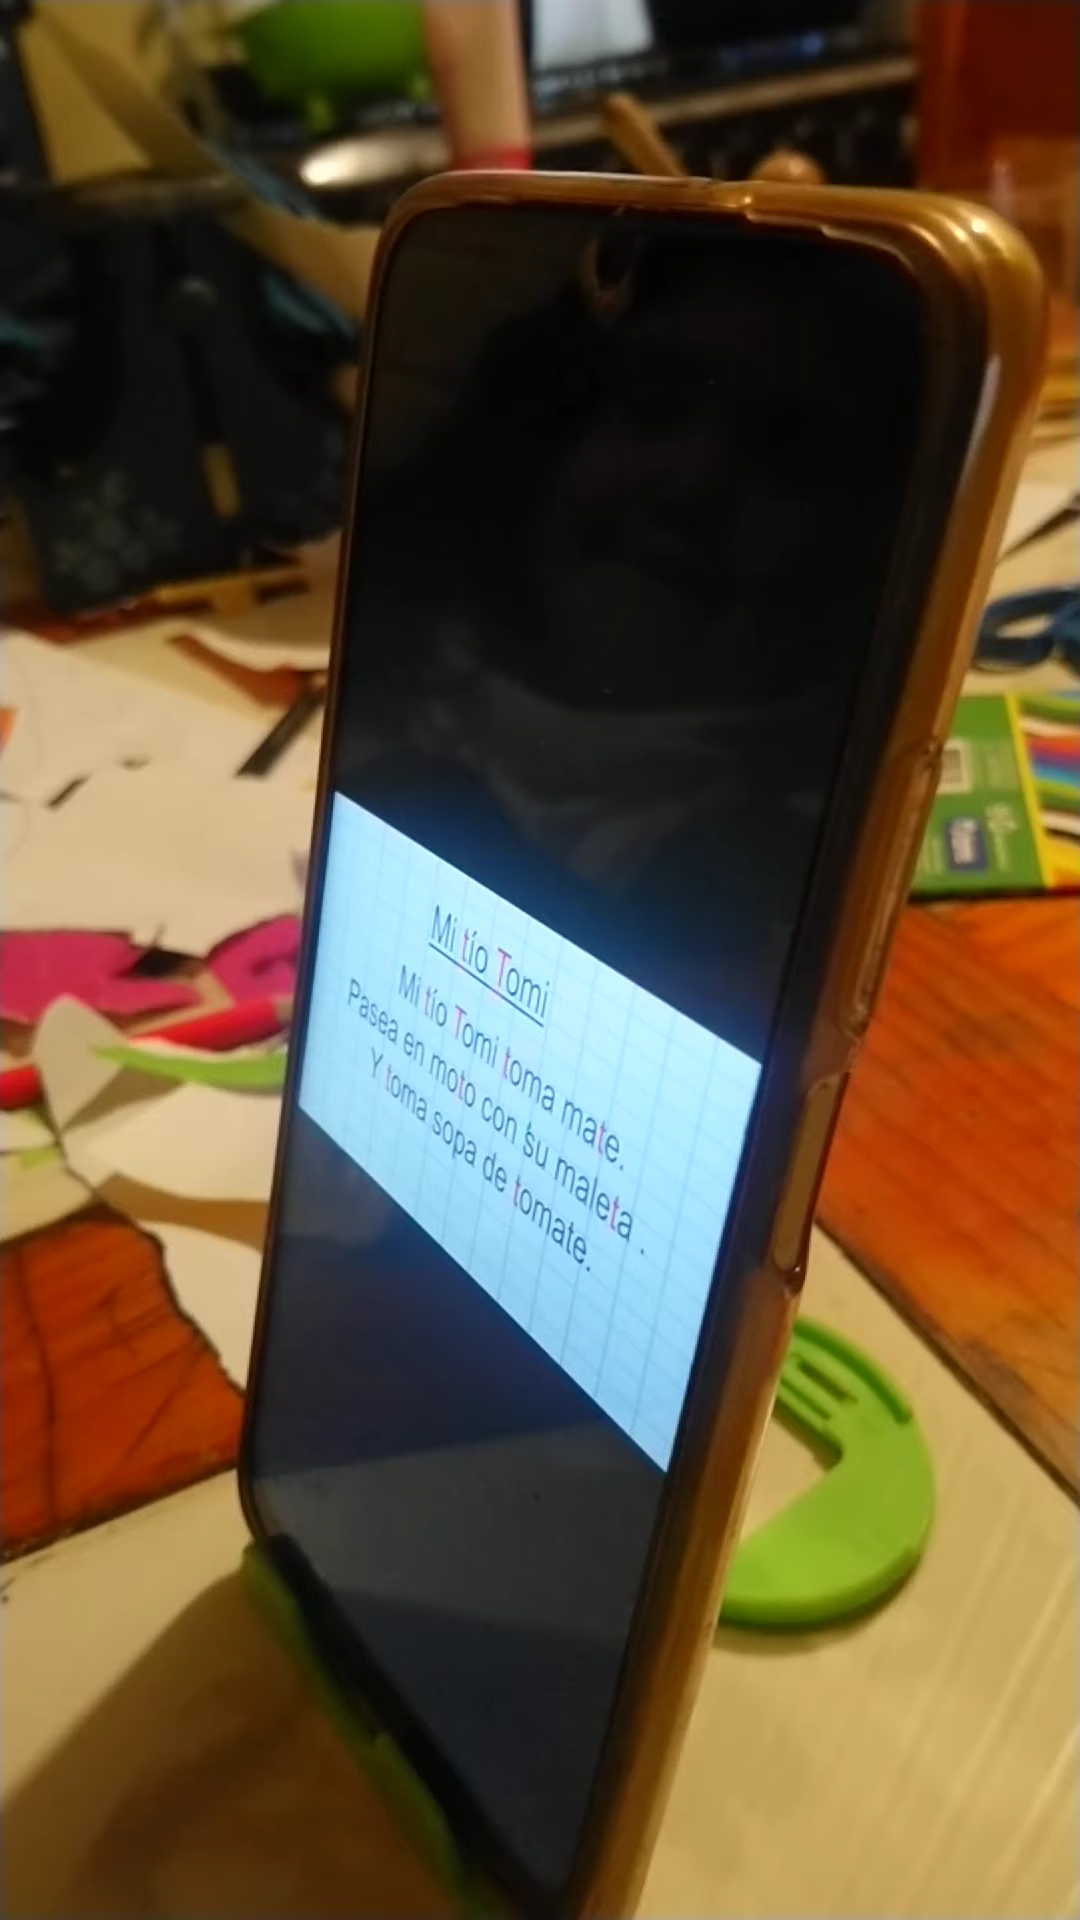 Mi tío Tomi
Mi tío Tomi toma mate.
Pasea en moto con su maleta .
Y toma sopa de tomate.